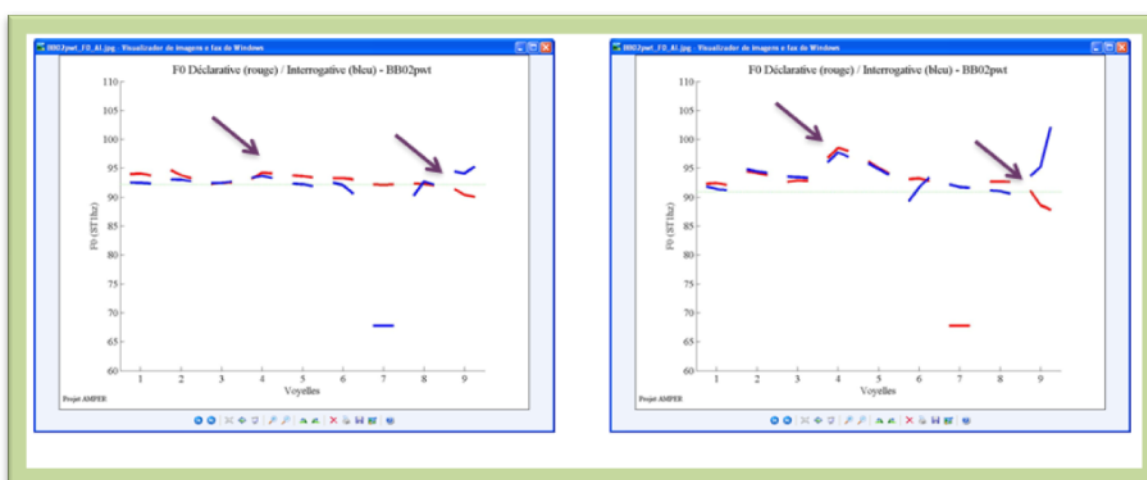 BB02pwt_F0_AI.jpg - Visualizador de imagens e fax do Windows
F0 Déclarative (rouge) / Interrogative (bleu) - BB02pwt
110
105
100
95
90
85
80
75
70
65
60
F0 (ST1hz)
1 2 3 4 5 6 7 8 9
Voyelles
Projet AMPER
BB02pwt_F0_AI.jpg - Visualizador de imagens e fax do Windows
F0 Déclarative (rouge) / Interrogative (bleu) - BB02pwt
110
105
100
95
90
85
80
75
70
65
60
F0 (ST1hz)
1 2 3 4 5 6 7 8 9
Voyelles
Projet AMPER